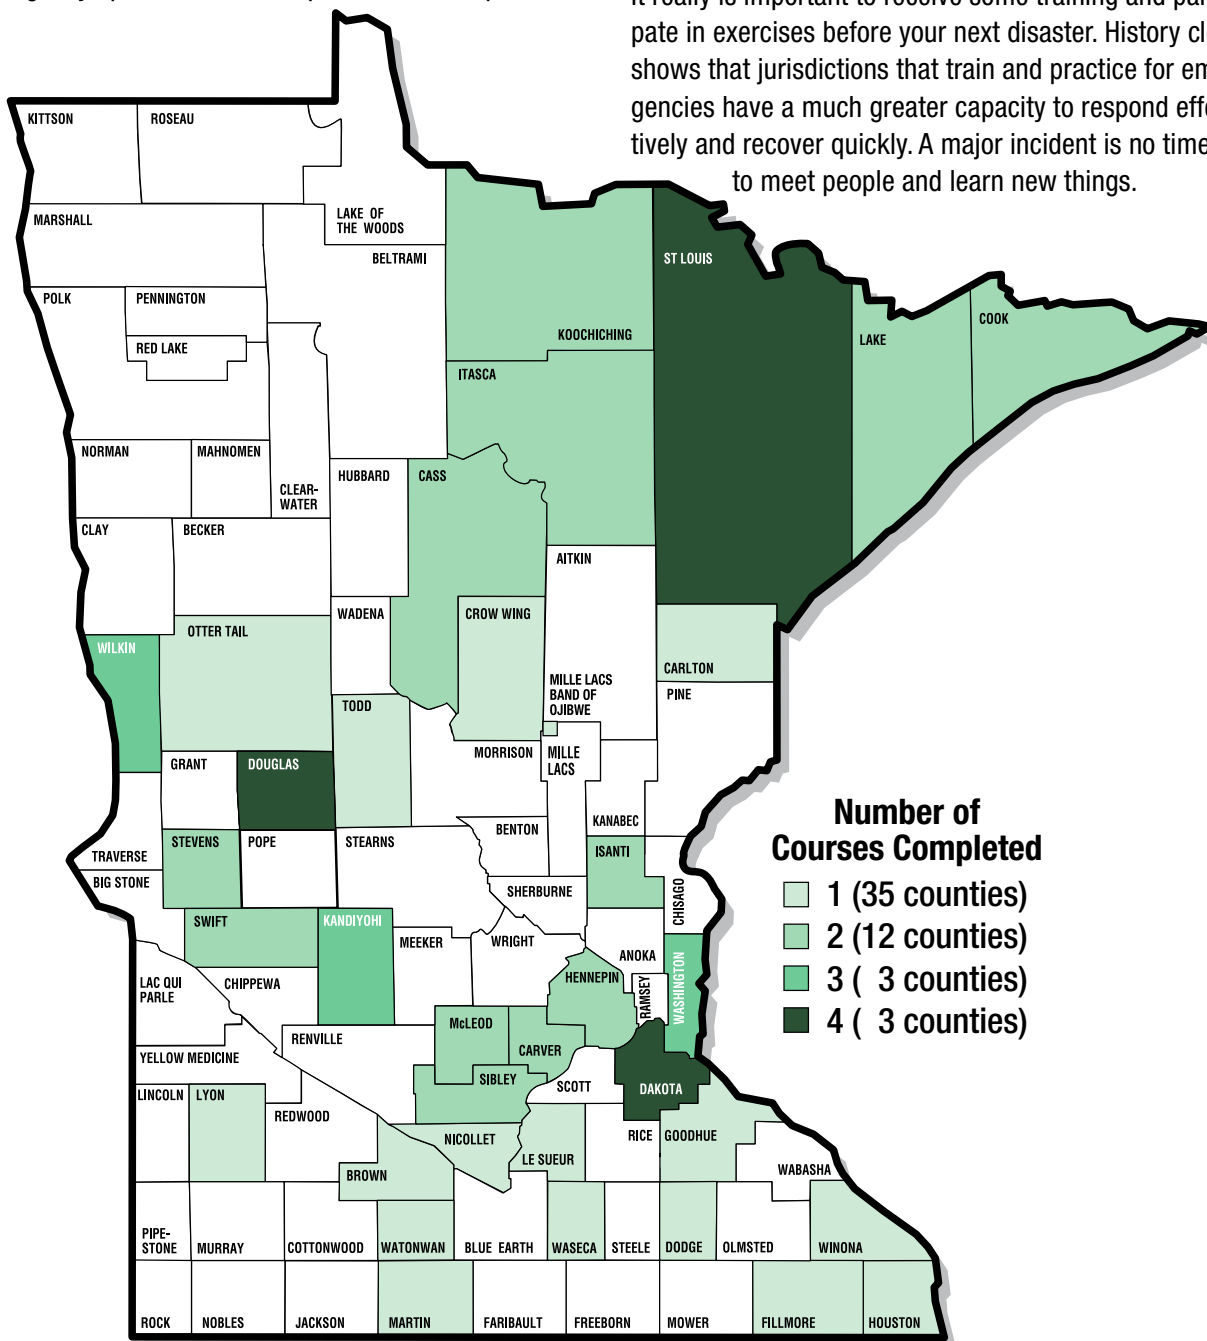 pate in exercises before your next disaster. History
shows that jurisdictions that train and practice for
gencies have a much greater capacity to respond
tively and recover quickly. A major incident is no time
to meet people and learn new things.
KITTSON
ROSEAU
LAKE OF
THE WOODS
MARSHALL
BELTRAMI
ST LOUIS
POLK
PENNINGTON
COOK
KOOCHICHING
LAKE
RED LAKE
ITASCA
NORMAN
MAHNOMEN
CLEAR-
WATER
HUBBARD
CASS
CLAY
BECKER
AITKIN
WADENA
CROW WING
OTTER TAIL
WILKIN
CARLTON
MILLE LACS
BAND OF
OJIBWE
PINE
TODD
MORRISON
MILLE
LACS
GRANT
DOUGLAS
KANABEC
BENTON
STEVENS
POPE
STEARNS
ISANTI
TRAVERSE
BIG STONE
SHERBURNE
CHISAGO
SWIFT
KANDIYOHI
MEEKER
WRIGHT
ANOKA
WASHINGTON
HENNEPIN
RAMSEY
LAC QUI
PARLE
CHIPPEWA
McLEOD
RENVILLE
CARVER
YELLOW MEDICINE
SIBLEY
SCOTT
DAKOTA
LINCOLN
LYON
REDWOOD
NICOLLET
RICE
GOODHUE
LE SUEUR
BROWN
WABASHA
PIPE-
STONE
MURRAY
COTTONWOOD
WATONWAN
BLUE EARTH
WASECA
STEELE
DODGE
OLMSTED
WINONA
ROCK
NOBLES
JACKSON
MARTIN
FARIBAULT
FREEBORN
MOWER
FILLMORE
HOUSTON
Number of
Courses Completed
1 (35 counties)
2 (12 counties)
3 ( 3 counties)
4 ( 3 counties)